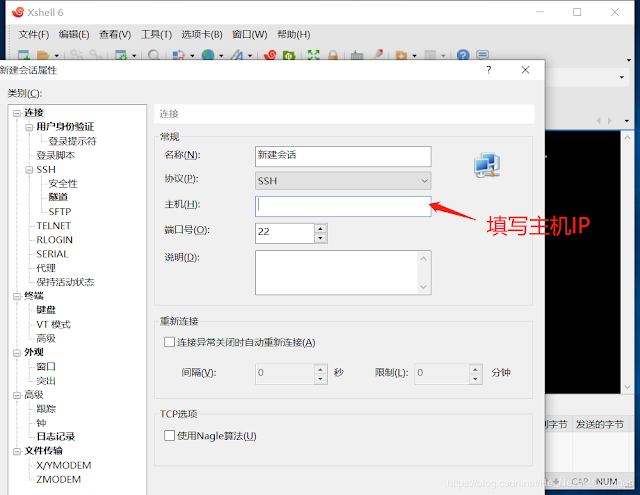 Xshell 6
文件(F) 编辑(E) 查看(V) 工具(T) 选项卡(B) 窗口(W) 帮助(H)
新建会话属性
类别(C):
连接
用户身份验证
登录提示符
登录脚本
SSH
安全性
隧道
SFTP
TELNET
RLOGIN
SERIAL
代理
保持活动状态
终端
键盘
VT 模式
高级
外观
窗口
突出
高级
跟踪
钟
日志记录
文件传输
X/YMODEM
ZMODEM
连接
常规
名称(N): 新建会话
协议(P): SSH
主机(H):
填写主机IP
端口号(O): 22
说明(D):
重新连接
连接异常关闭时自动重新连接(A)
间隔(V): 0 秒 限制(L): 0 分钟
TCP选项
使用Nagle算法(U)
字节 发送的字节
CAP NUM